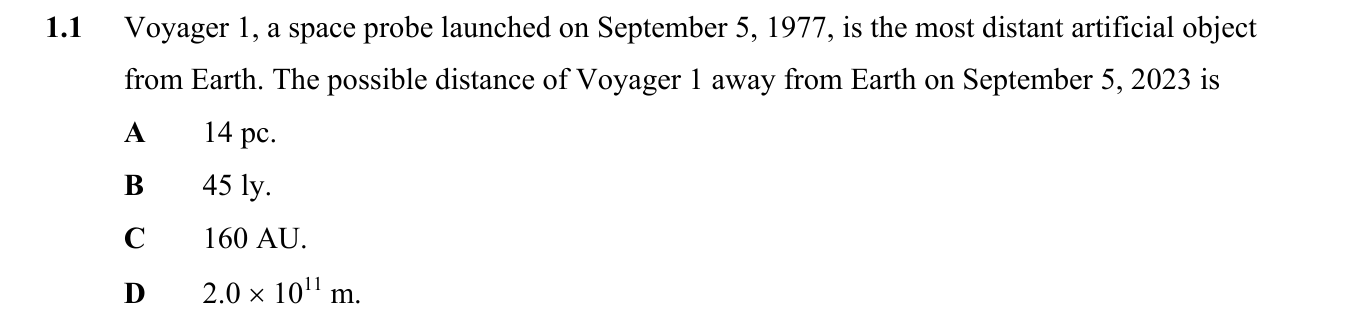 1.1 Voyager 1, a space probe launched on September 5, 1977, is the most distant artificial object
from Earth. The possible distance of Voyager 1 away from Earth on September 5, 2023 is
A 14 pc.
B 45 ly.
C 160 AU.
D 2.0 × 10¹¹ m.